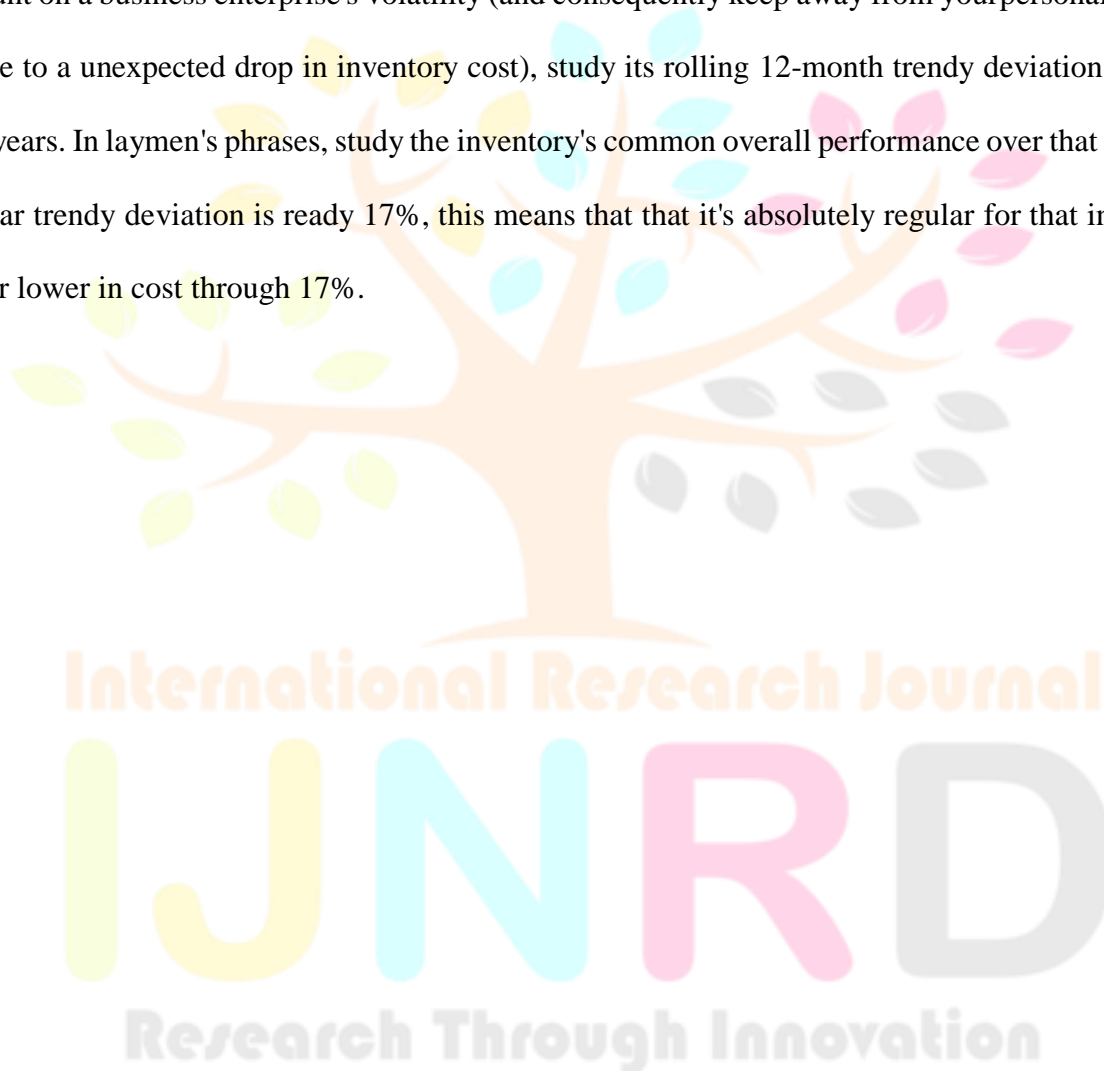 on a business enterprise's volatility (and consequently keep away from yourpersonal
e to a unexpected drop in inventory cost), study its rolling 12-month trendy deviation
years. In laymen's phrases, study the inventory's common overall performance over that
ar trendy deviation is ready 17%, this means that that it's absolutely regular for that in
r lower in cost through 17%.
International Research Journal
IJNRD
Research Through Innovation